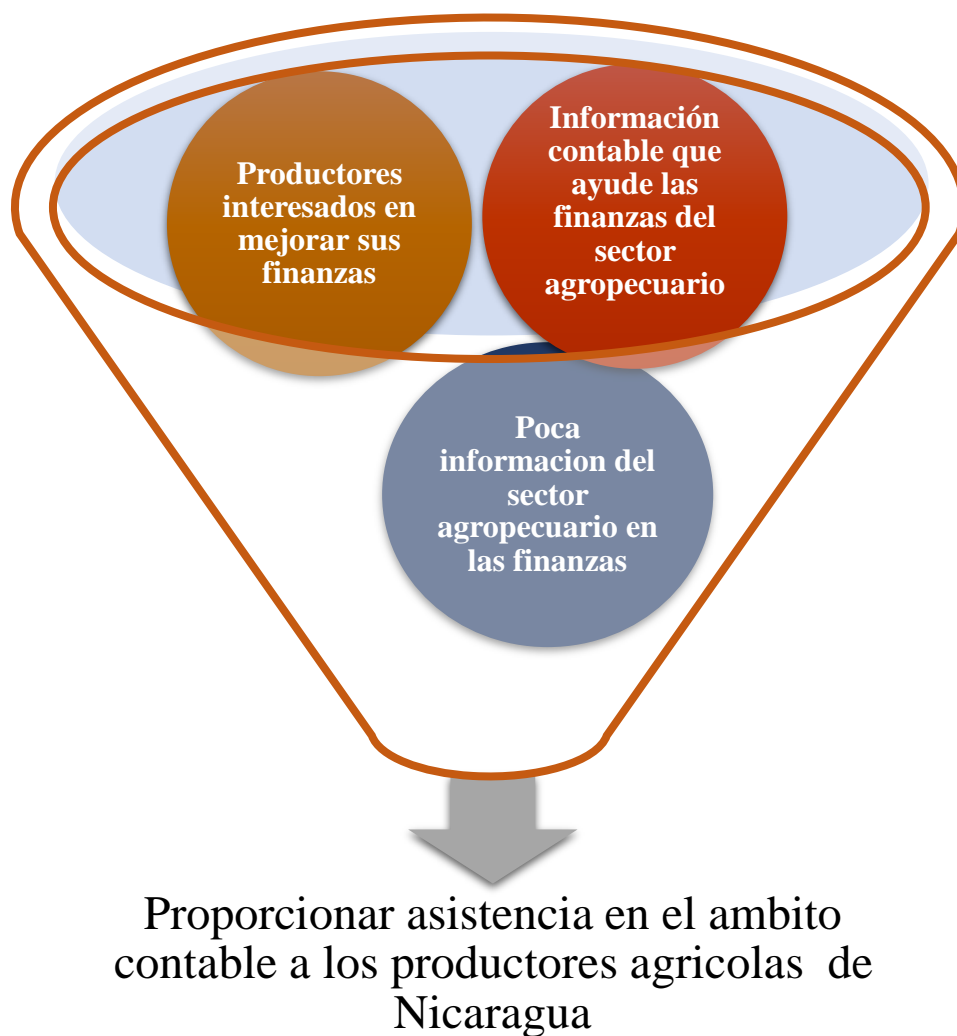 Productores
interesados en
mejorar sus
finanzas
Información
contable que
ayude las
finanzas del
sector
agropecuario
Poca
informacion del
sector
agropecuario en
las finanzas
Proporcionar asistencia en el ambito
contable a los productores agricolas de
Nicaragua